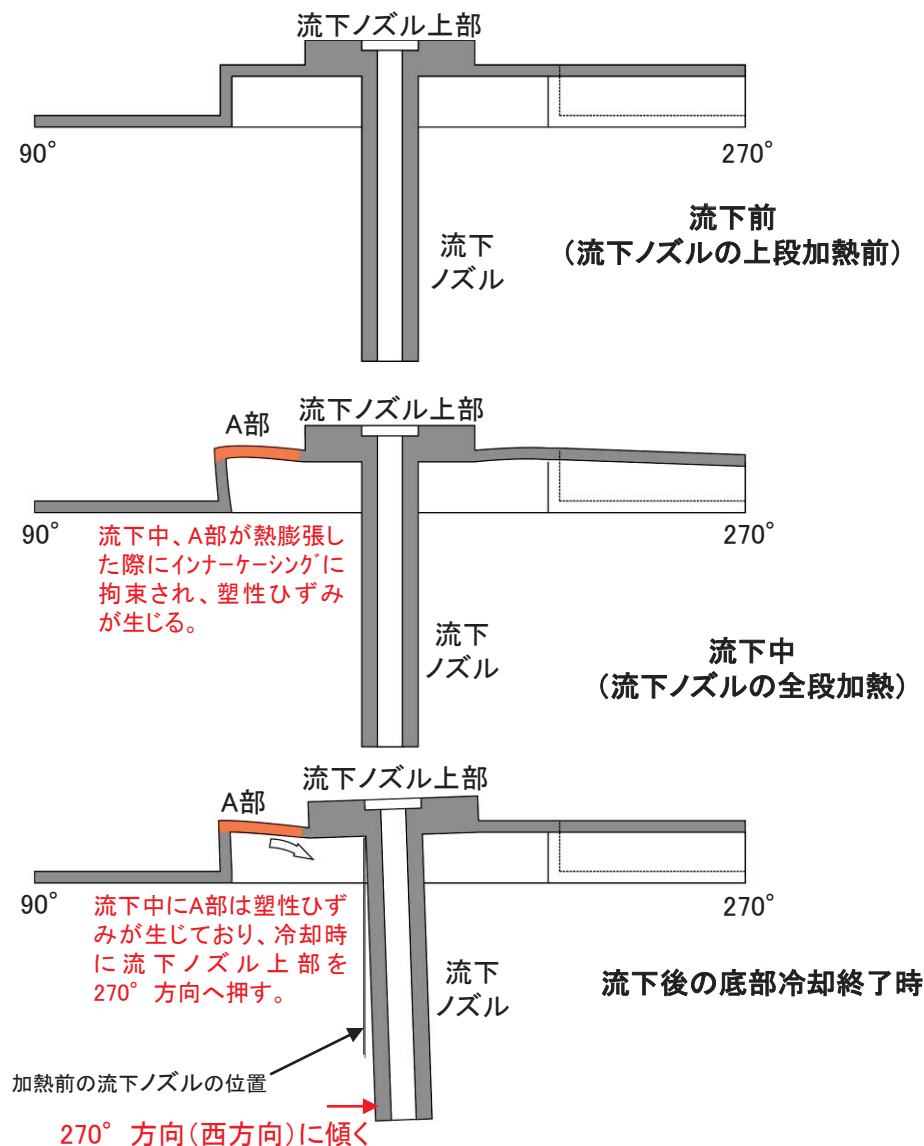 流下ノズル上部
90°
270°
流下前
(流下ノズルの上段加熱前)
流下
ノズル
A部
流下ノズル上部
90°
270°
流下中、A部が熱膨張し
た際にインナーケーシングに
拘束され、塑性ひずみ
が生じる。
流下
ノズル
流下中
(流下ノズルの全段加熱)
流下ノズル上部
A部
90°
270°
流下中にA部は塑性ひず
みが生じており、冷却時
に流下ノズル上部を
270°方向へ押す。
流下
ノズル
流下後の底部冷却終了時
加熱前の流下ノズルの位置
270°方向(西方向)に傾く